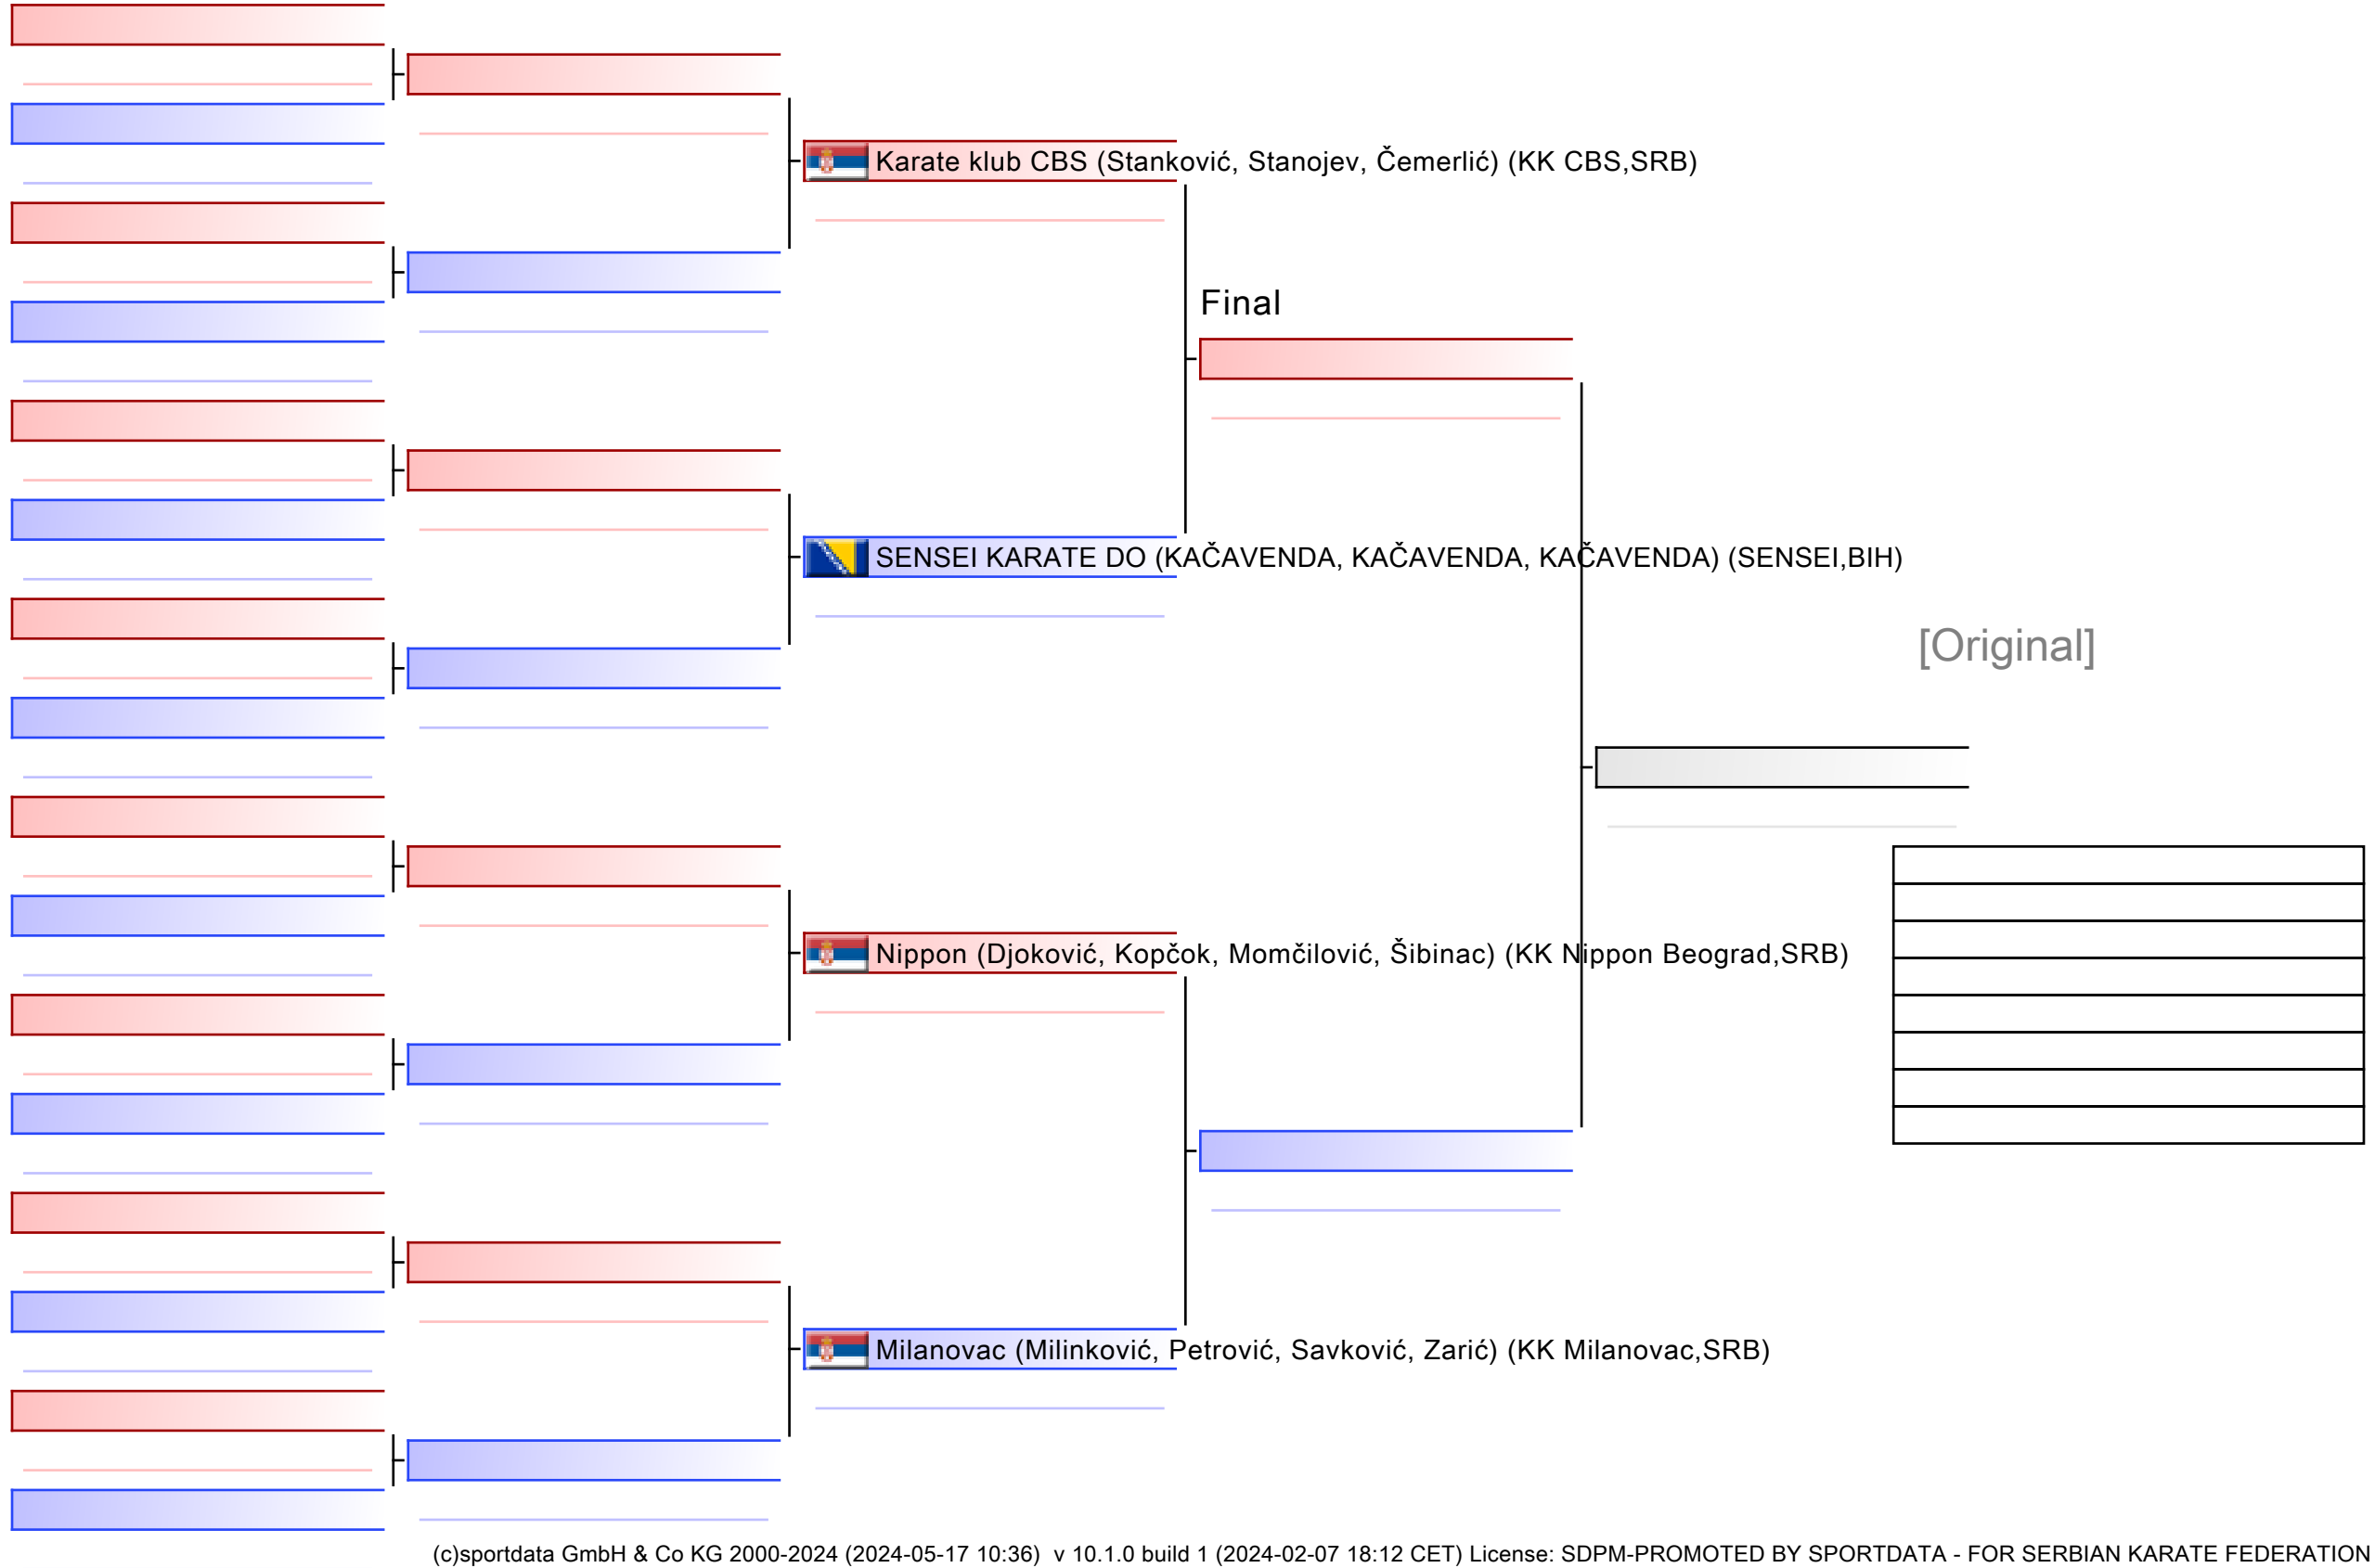 Karate klub CBS (Stanković, Stanojev, Čemerlić) (KK CBS,SRB)
Final
SENSEI KARATE DO (KAČAVENDA, KAČAVENDA, KAČAVENDA) (SENSEI,BIH)
[Original]
Nippon (Djoković, Kopčok, Momčilović, Šibinac) (KK Nippon Beograd,SRB)
Milanovac (Milinković, Petrović, Savković, Zarić) (KK Milanovac,SRB)
(c)sportdata GmbH & Co KG 2000-2024 (2024-05-17 10:36)  v 10.1.0 build 1 (2024-02-07 18:12 CET) License: SDPM-PROMOTED BY SPORTDATA - FOR SERBIAN KARATE FEDERATION